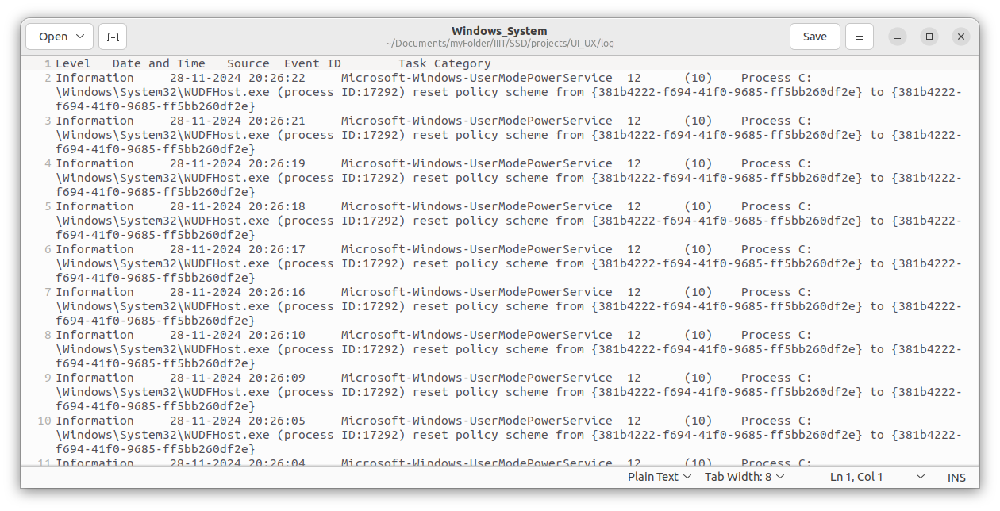 Open
Windows_System
~/Documents/myFolder/IIIT/SSD/projects/UI_UX/log
Save
1 Level Date and Time Source Event ID Task Category
2 Information 28-11-2024 20:26:22 Microsoft-Windows-UserModePowerService 12 (10) Process C:
\Windows\System32\WUDFHost.exe (process ID:17292) reset policy scheme from {381b4222-f694-41f0-9685-ff5bb260df2e} to {381b4222-
f694-41f0-9685-ff5bb260df2e}
3 Information 28-11-2024 20:26:21 Microsoft-Windows-UserModePowerService 12 (10) Process C:
\Windows\System32\WUDFHost.exe (process ID:17292) reset policy scheme from {381b4222-f694-41f0-9685-ff5bb260df2e} to {381b4222-
f694-41f0-9685-ff5bb260df2e}
4 Information 28-11-2024 20:26:19 Microsoft-Windows-UserModePowerService 12 (10) Process C:
\Windows\System32\WUDFHost.exe (process ID:17292) reset policy scheme from {381b4222-f694-41f0-9685-ff5bb260df2e} to {381b4222-
f694-41f0-9685-ff5bb260df2e}
5 Information 28-11-2024 20:26:18 Microsoft-Windows-UserModePowerService 12 (10) Process C:
\Windows\System32\WUDFHost.exe (process ID:17292) reset policy scheme from {381b4222-f694-41f0-9685-ff5bb260df2e} to {381b4222-
f694-41f0-9685-ff5bb260df2e}
6 Information 28-11-2024 20:26:17 Microsoft-Windows-UserModePowerService 12 (10) Process C:
\Windows\System32\WUDFHost.exe (process ID:17292) reset policy scheme from {381b4222-f694-41f0-9685-ff5bb260df2e} to {381b4222-
f694-41f0-9685-ff5bb260df2e}
7 Information 28-11-2024 20:26:16 Microsoft-Windows-UserModePowerService 12 (10) Process C:
\Windows\System32\WUDFHost.exe (process ID:17292) reset policy scheme from {381b4222-f694-41f0-9685-ff5bb260df2e} to {381b4222-
f694-41f0-9685-ff5bb260df2e}
8 Information 28-11-2024 20:26:10 Microsoft-Windows-UserModePowerService 12 (10) Process C:
\Windows\System32\WUDFHost.exe (process ID:17292) reset policy scheme from {381b4222-f694-41f0-9685-ff5bb260df2e} to {381b4222-
f694-41f0-9685-ff5bb260df2e}
9 Information 28-11-2024 20:26:09 Microsoft-Windows-UserModePowerService 12 (10) Process C:
\Windows\System32\WUDFHost.exe (process ID:17292) reset policy scheme from {381b4222-f694-41f0-9685-ff5bb260df2e} to {381b4222-
f694-41f0-9685-ff5bb260df2e}
10 Information 28-11-2024 20:26:05 Microsoft-Windows-UserModePowerService 12 (10) Process C:
\Windows\System32\WUDFHost.exe (process ID:17292) reset policy scheme from {381b4222-f694-41f0-9685-ff5bb260df2e} to {381b4222-
f694-41f0-9685-ff5bb260df2e}
11 Information 28-11-2024 20:26:04 Microsoft-Windows-UserModePowerService 12 (10) Process C:
Plain Text Tab Width: 8 Ln 1, Col 1 INS